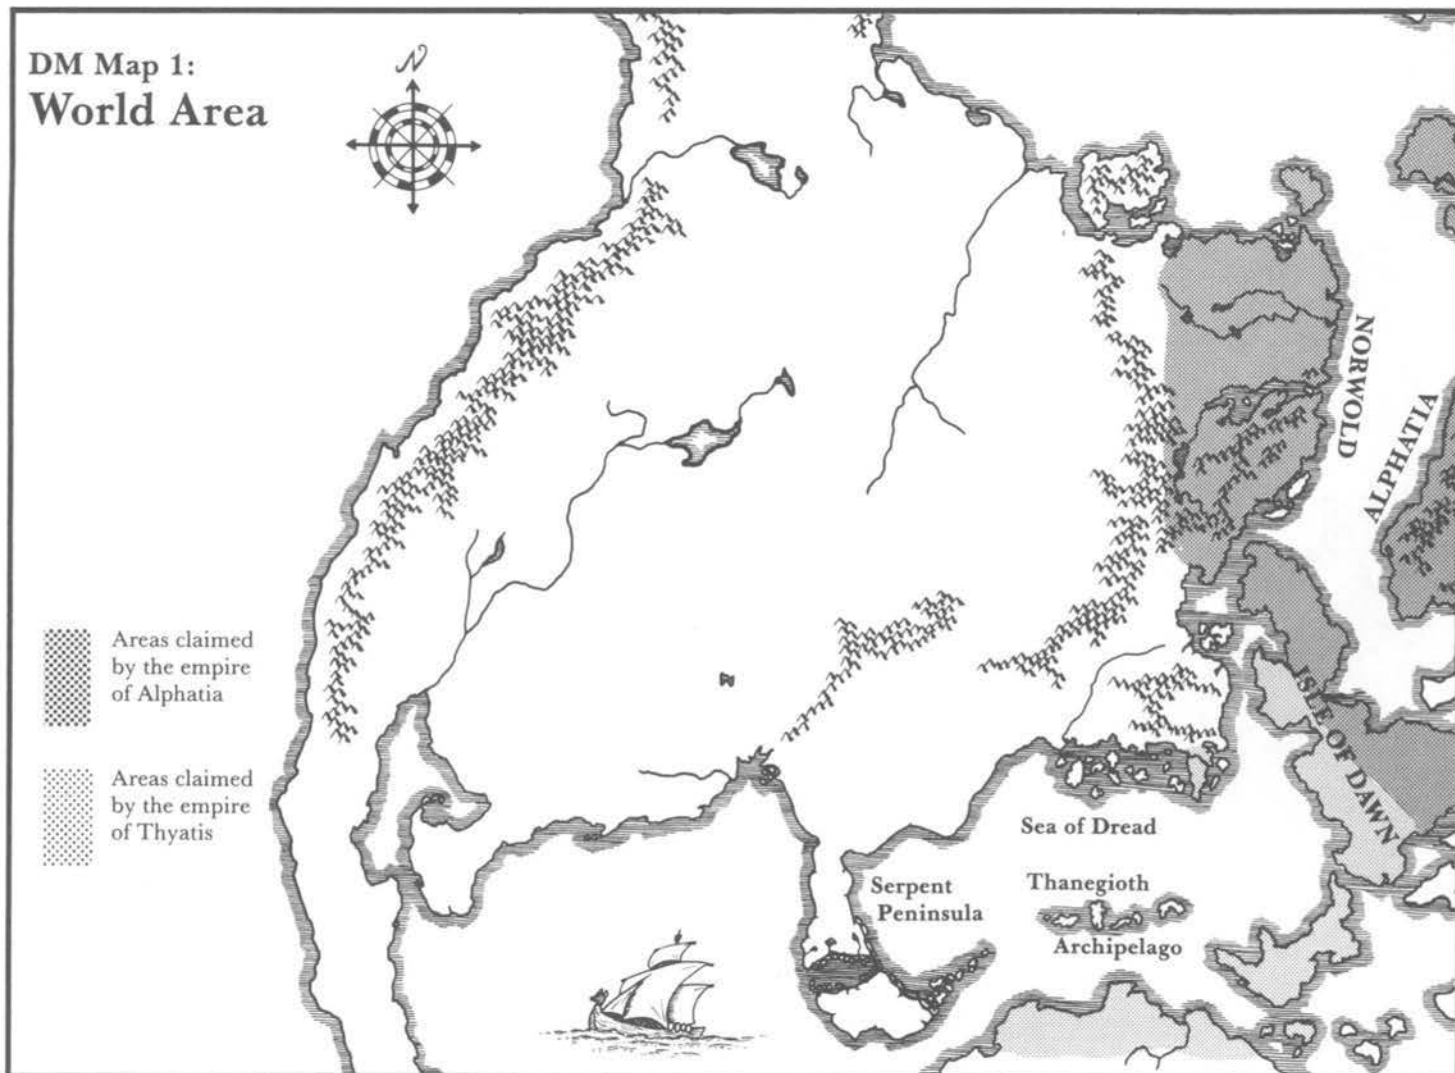 DM Map 1:
World Area
N
NORWOLD
ALPHATIA
Areas claimed
by the empire
of Alphatia
Areas claimed
by the empire
of Thyatis
ISLE OF DAWN
Sea of Dread
Serpent
Peninsula
Thanegioth
Archipelago